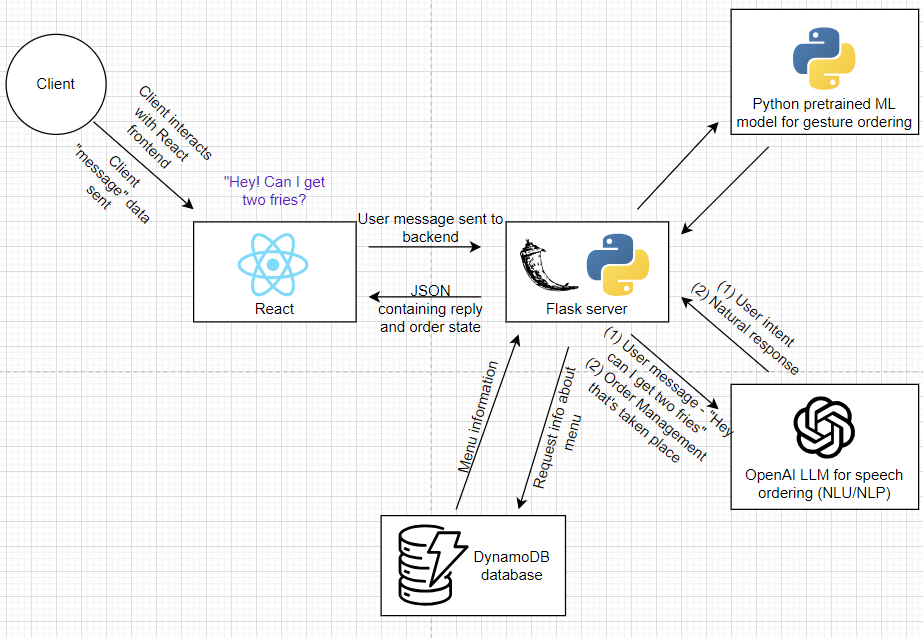 Client
Client interacts
with React
frontend
Client
"message" data
sent
"Hey! Can I get
two fries?
React
User message sent to
backend
JSON
containing reply
and order state
Flask server
Python pretrained ML
model for gesture ordering
(1) User intent
(2) Natural response
(1) User message - "Hey
can I get two fries"
(2) Order Management
that's taken place
OpenAI LLM for speech
ordering (NLU/NLP)
Menu information
Request info about
menu
DynamoDB
database